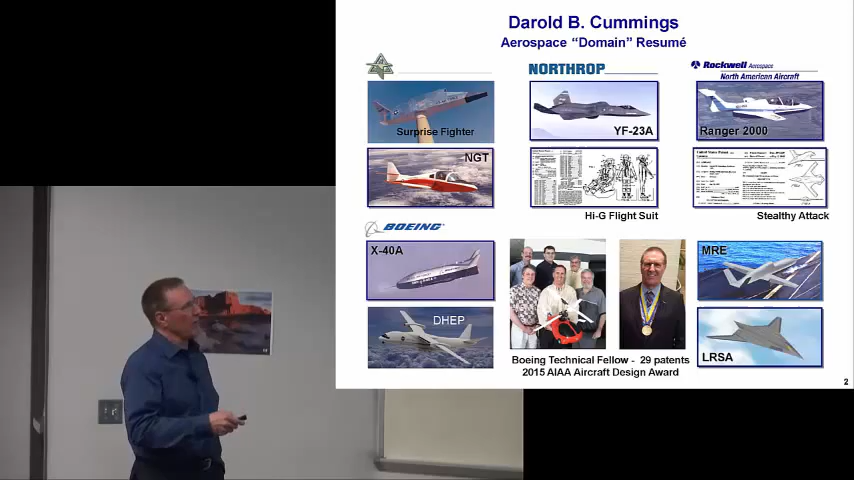 Darold B. Cummings
Aerospace “Domain” Resumé
NORTHROP
Rockwell Aerospace
North American Aircraft
Surprise Fighter
YF-23A
Ranger 2000
NGT
Hi-G Flight Suit
Stealthy Attack
BOEING
X-40A
MRE
DHEP
LRSA
Boeing Technical Fellow - 29 patents
2015 AIAA Aircraft Design Award
2